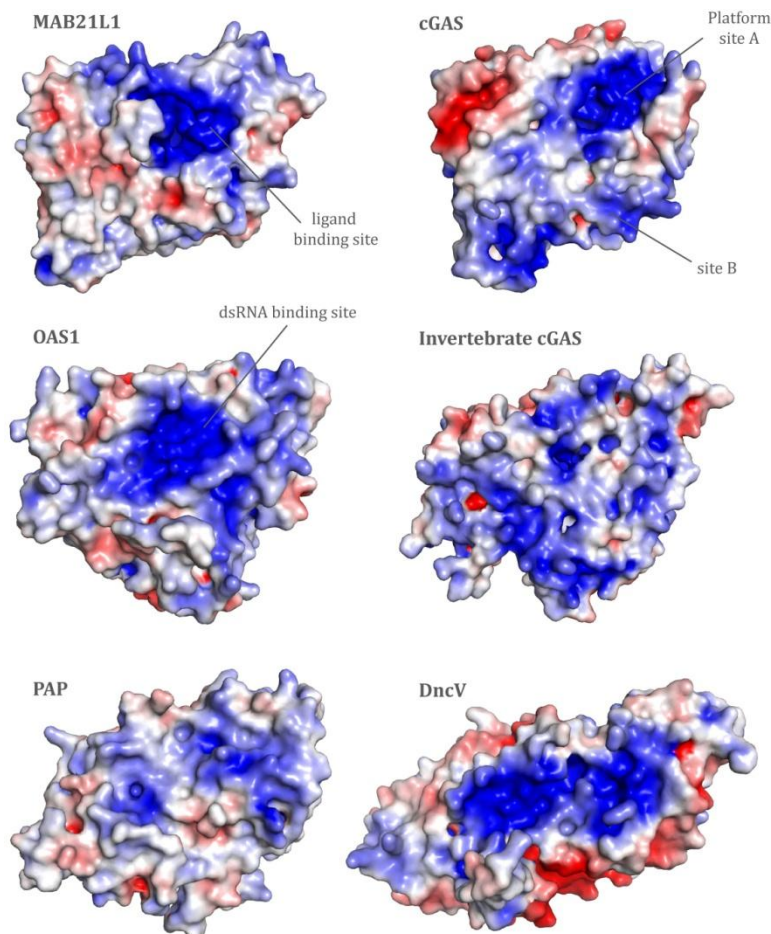 MAB21L1
cGAS
Platform
site A
ligand
binding site
site B
dsRNA binding site
OAS1
Invertebrate cGAS
PAP
DncV